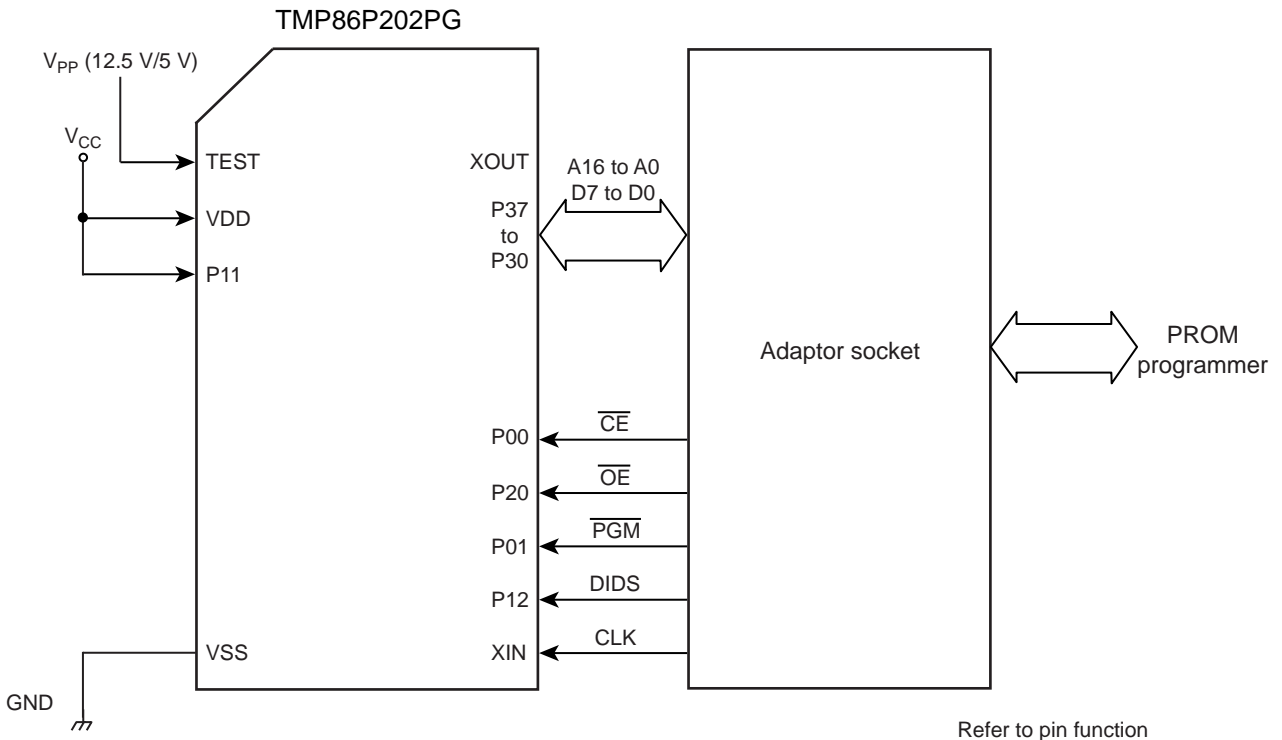 TMP86P202PG
VPP (12.5 V/5 V)
VCC
TEST
VDD
P11
VSS
GND
XOUT
P37
to
P30
P00
P20
P01
P12
XIN
A16 to A0
D7 to D0
CE
OE
PGM
DIDS
CLK
Adaptor socket
PROM
programmer
Refer to pin function